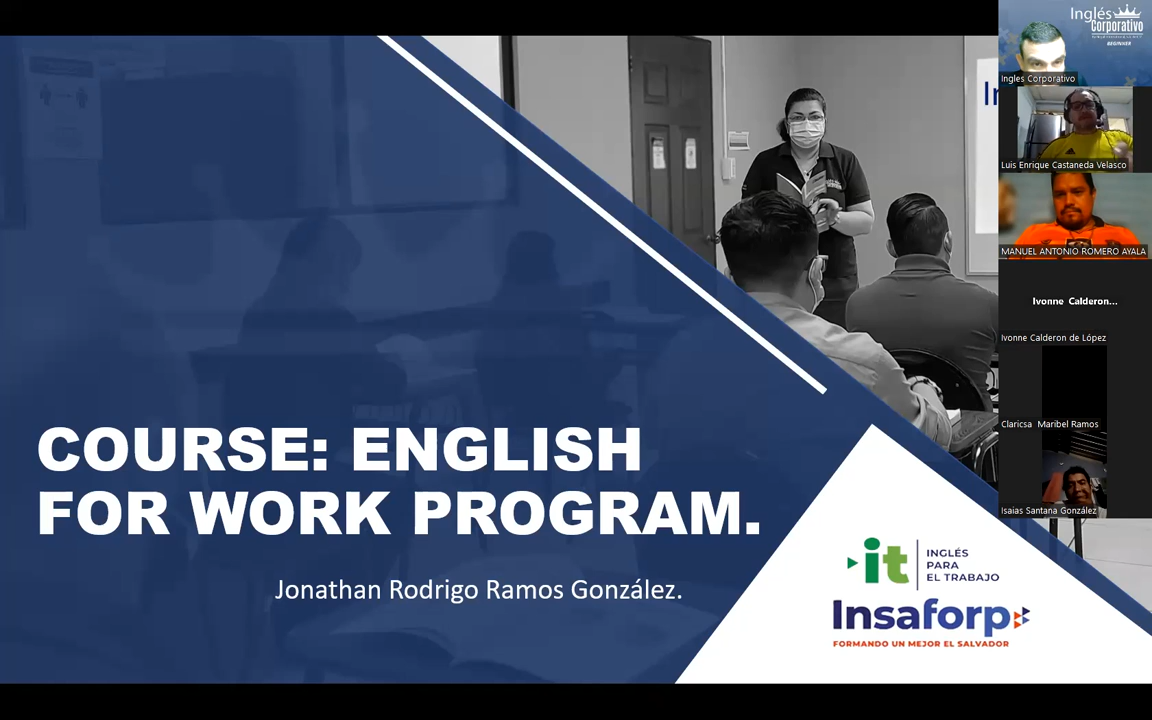 COURSE: ENGLISH
FOR WORK PROGRAM.
Jonathan Rodrigo Ramos González.
it
INGLÉS
PARA
EL TRABAJO
Insaforp
FORMANDO UN MEJOR EL SALVADOR
Inglés
Corporativo
BEGINNER
Ingles Corporativo
Luis Enrique Castaneda Velasco
MANUEL ANTONIO ROMERO AYALA
Ivonne Calderon...
Ivonne Calderon de López
Claricsa Maribel Ramos
Isaias Santana González